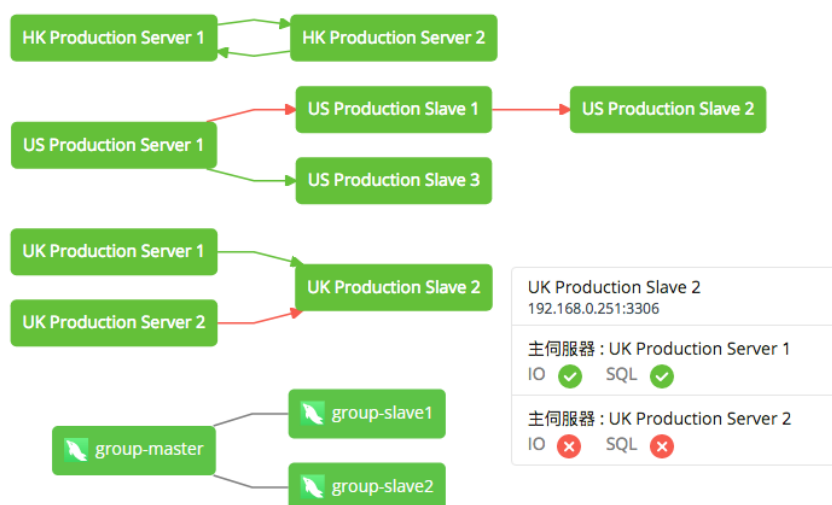 HK Production Server 1
HK Production Server 2
US Production Slave 1
US Production Slave 2
US Production Server 1
US Production Slave 3
UK Production Server 1
UK Production Slave 2
UK Production Server 2
UK Production Slave 2
192.168.0.251:3306
主伺服器 : UK Production Server 1
IO SQL
主伺服器 : UK Production Server 2
IO SQL
group-slave1
group-master
group-slave2